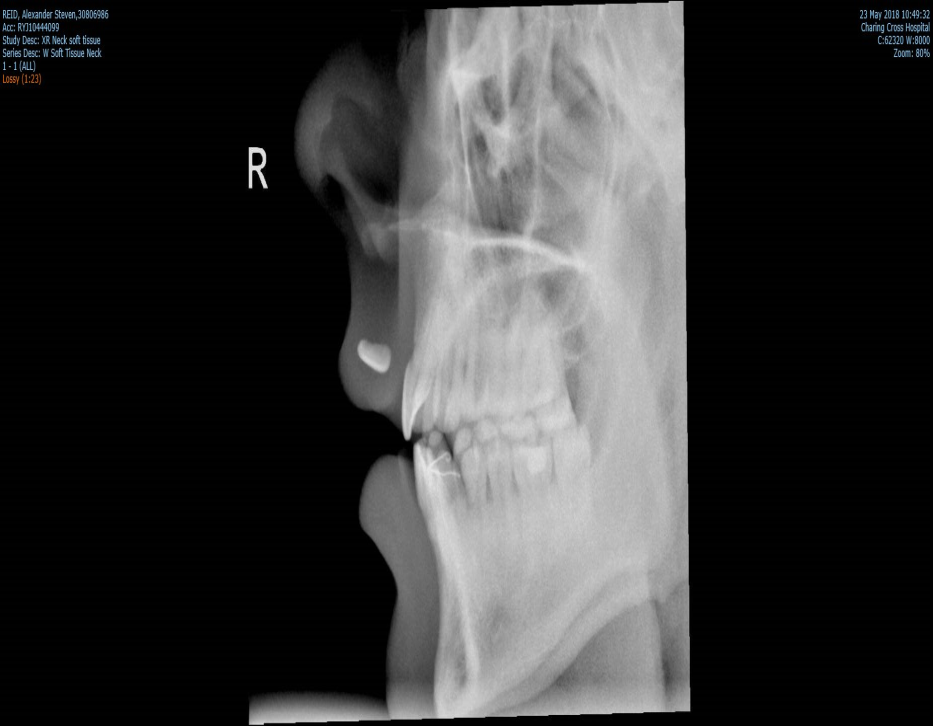 REID, Alexander Steven,30806986
Acc: RYJ10444099
Study Desc: XR Neck soft tissue
Series Desc: W Soft Tissue Neck
1 - 1 (ALL)
Lossy (1:23)
23 May 2018 10:49:32
Charing Cross Hospital
C:62320 W:8000
Zoom: 80%
R